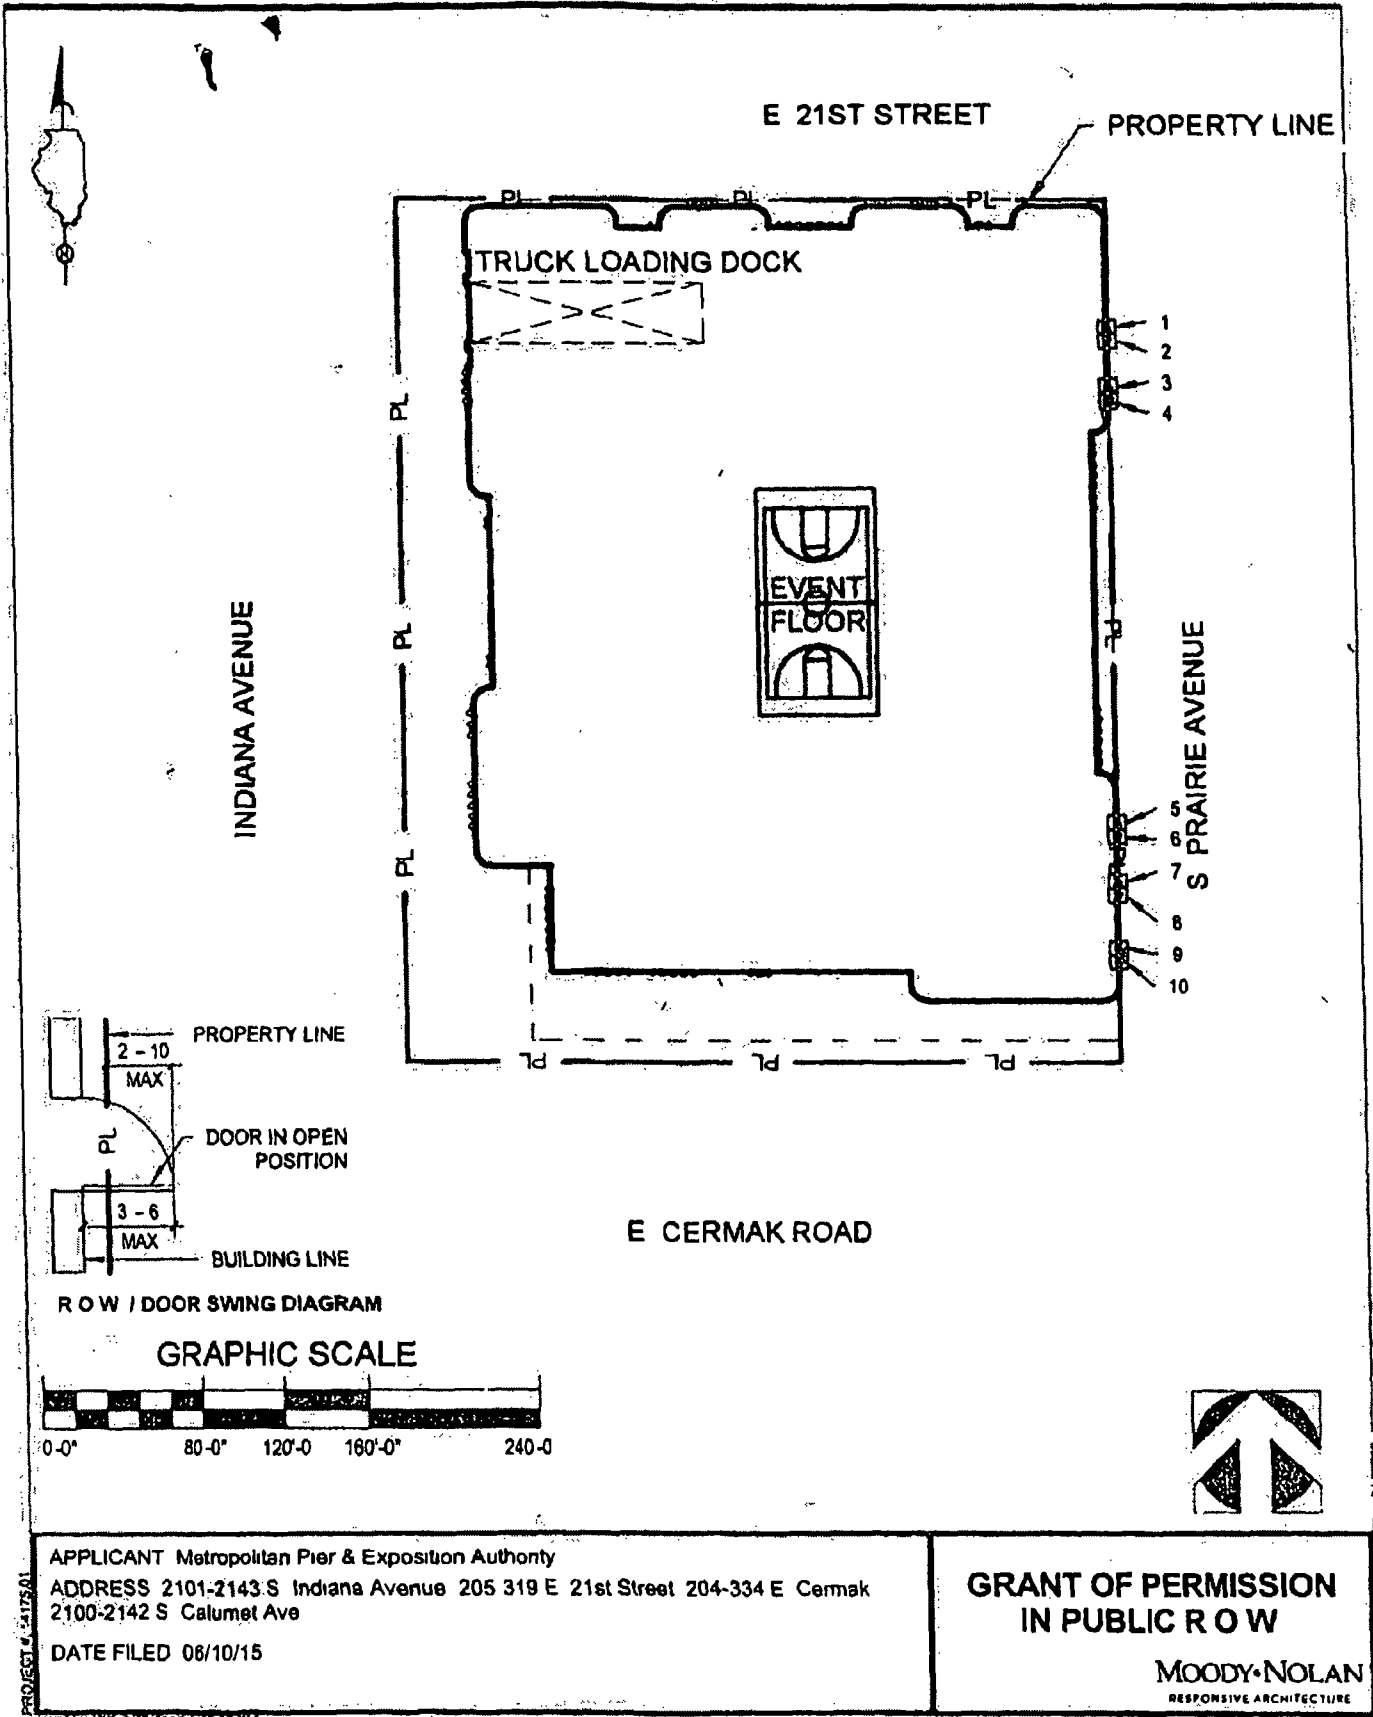 E 21ST STREET
PROPERTY LINE
PL PL PL
TRUCK LOADING DOCK
1
2
3
4
PL
EVENT
FLOOR
PL
PL
INDIANA AVENUE
S PRAIRIE AVENUE
5
6
7
8
9
10
PL
PL PL PL
PROPERTY LINE
2 - 10
MAX
PL
DOOR IN OPEN
POSITION
3 - 6
MAX
BUILDING LINE
R O W / DOOR SWING DIAGRAM
E CERMAK ROAD
GRAPHIC SCALE
0-0" 80-0" 120'-0 160'-0" 240-0
APPLICANT Metropolitan Pier & Exposition Authority
ADDRESS 2101-2143 S Indiana Avenue 205 319 E 21st Street 204-334 E Cermak
2100-2142 S Calumet Ave
DATE FILED 06/10/15
GRANT OF PERMISSION
IN PUBLIC R O W
MOODY•NOLAN
RESPONSIVE ARCHITECTURE
PROJECT #